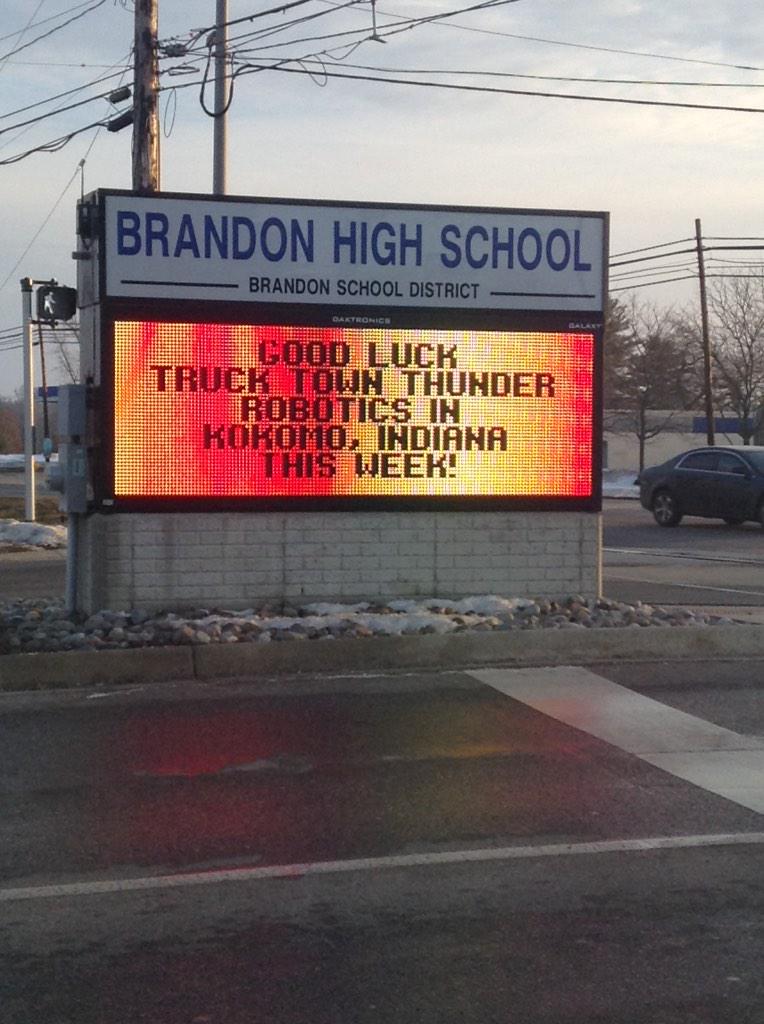 BRANDON HIGH SCHOOL
BRANDON SCHOOL DISTRICT
DAKTRONICS
GALAXY
GOOD LUCK
TRUCK TOWN THUNDER
ROBOTICS IN
KOKOMO, INDIANA
THIS WEEK!